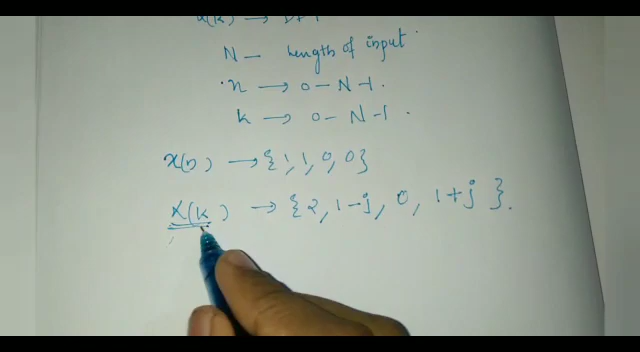 N — Length of input
n → 0 – N-1.
k → 0 – N-1.
x(n) → {1, 1, 0, 0}
X(k) → {2, 1-j, 0, 1+j}.